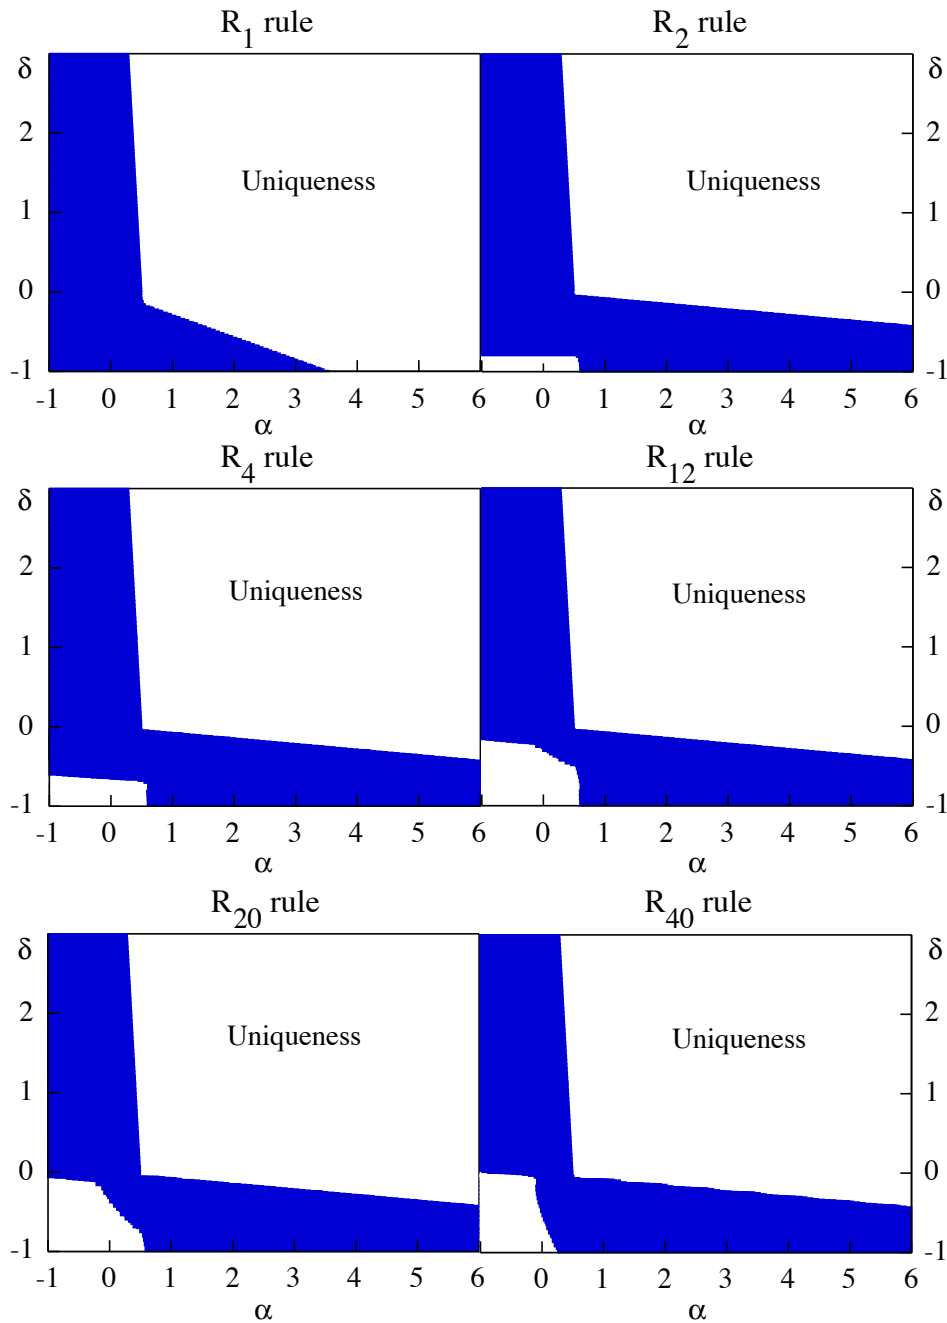 R1 rule R2 rule
δ δ
2 2
Uniqueness Uniqueness
1 1
0 0
-1 -1
-1 0 1 2 3 4 5 6 0 1 2 3 4 5 6
α α
R4 rule R12 rule
δ δ
2 2
Uniqueness Uniqueness
1 1
0 0
-1 -1
-1 0 1 2 3 4 5 6 0 1 2 3 4 5 6
α α
R20 rule R40 rule
δ δ
2 2
Uniqueness Uniqueness
1 1
0 0
-1 -1
-1 0 1 2 3 4 5 6 0 1 2 3 4 5 6
α α